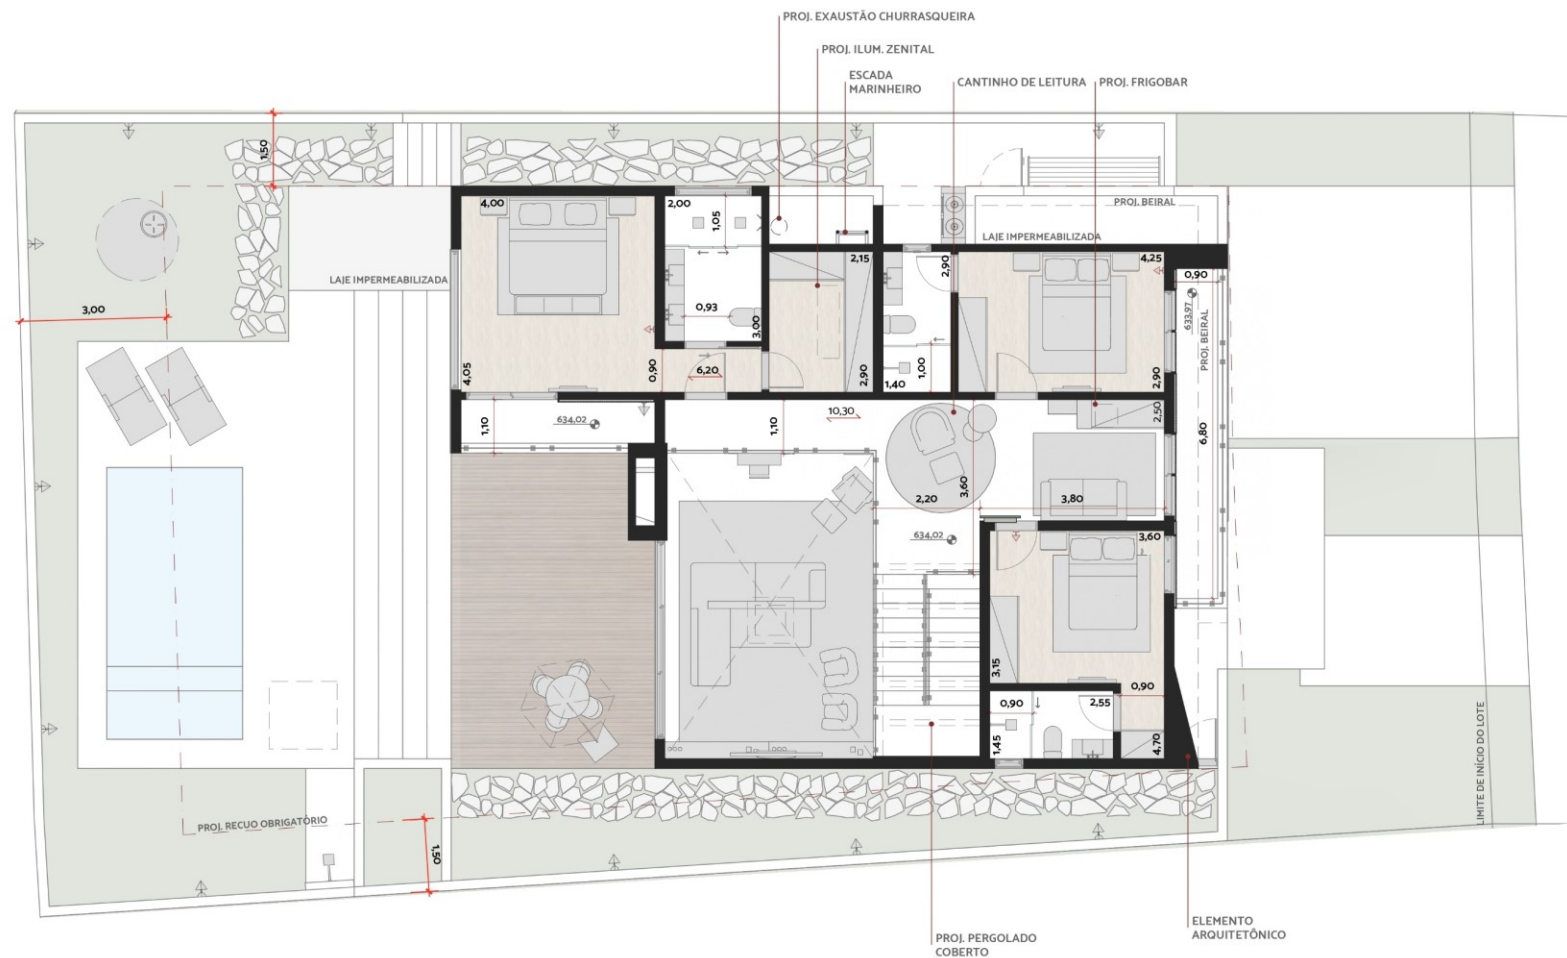 PROJ. EXAUSTÃO CHURRASQUEIRA
PROJ. ILUM. ZENITAL
ESCADA
MARINHEIRO
CANTINHO DE LEITURA
PROJ. FRIGOBAR
1,50
3,00
LAJE IMPERMEABILIZADA
4,00
2,00
1,05
2,15
2,90
LAJE IMPERMEABILIZADA
PROJ. BEIRAL
4,25
0,90
633,97
PROJ. BEIRAL
0,93
3,00
4,05
0,90
6,20
2,90
1,40
1,00
2,90
1,10
634,02
1,10
10,30
2,50
6,80
2,20
3,60
3,80
634,02
3,60
3,15
0,90
0,90
2,55
1,45
4,70
PROJ. RECUO OBRIGATÓRIO
1,50
LIMITE DE INÍCIO DO LOTE
PROJ. PERGOLADO
COBERTO
ELEMENTO
ARQUITETÔNICO